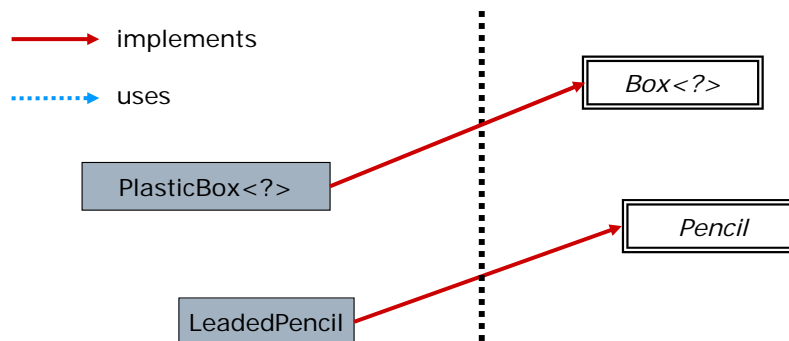 implements
uses
Box<?>
PlasticBox<?>
Pencil
LeadedPencil